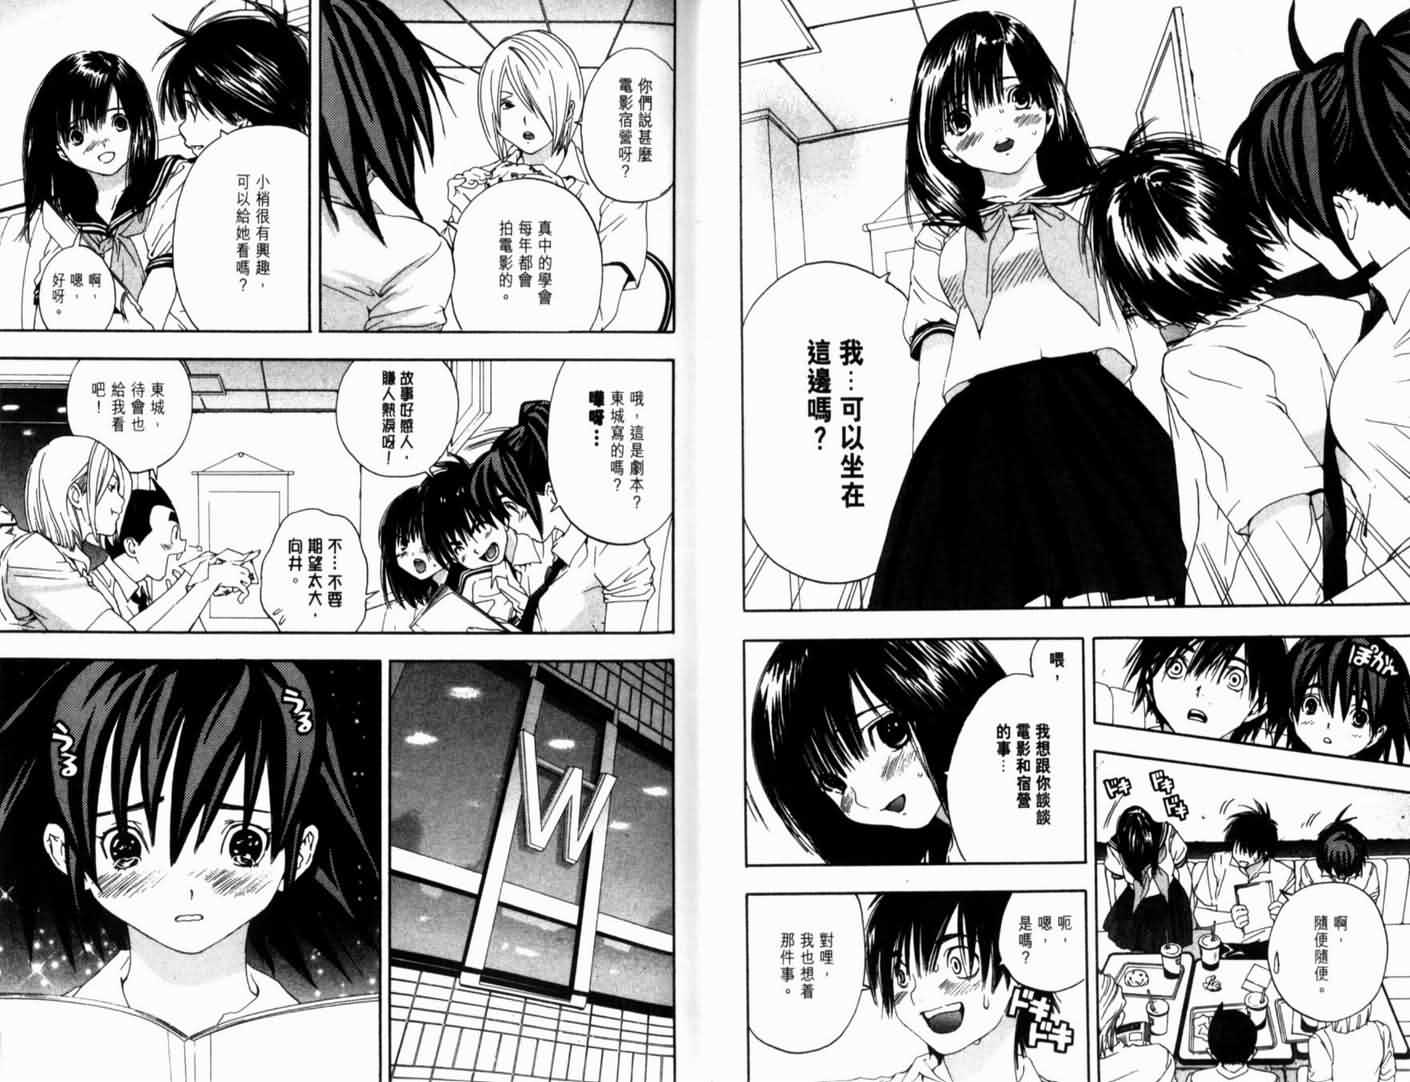 我…可以坐在
這邊嗎？
ぽかん
喂，
我想跟你談談
電影和宿營
的事…
ドキ
ドキ
ドキ
啊，
隨便隨便。
呃，
嗯，
是嗎？
對哩，
我也想着
那件事。
ドキ
ドキ
你們說甚麼
電影宿營呀？
真中的學會
每年都會
拍電影的。
小梢很有興趣，
可以給她看嗎？
啊，
嗯，
好呀。
哦，這是劇本？
東城寫的嗎？
嘩呀…
故事好感人，
賺人熱淚呀！
不…不要
期望太大，
向井。
東城，
待會也
給我看
吧！
W
うる
うる